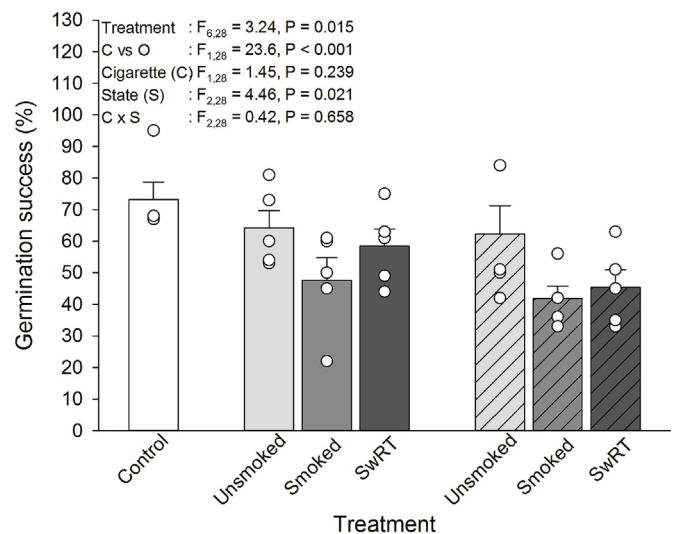 Treatment : F6,28 = 3.24, P = 0.015
C vs O : F1,28 = 23.6, P < 0.001
Cigarette (C) : F1,28 = 1.45, P = 0.239
State (S) : F2,28 = 4.46, P = 0.021
C x S : F2,28 = 0.42, P = 0.658
Germination success (%)
130
120
110
100
90
80
70
60
50
40
30
20
10
0
Control Unsmoked Smoked SwRT Unsmoked Smoked SwRT
Treatment